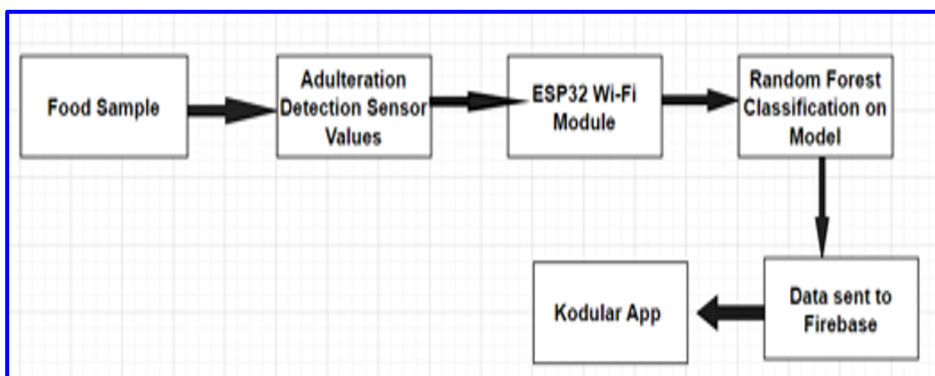 Food Sample
Adulteration
Detection Sensor
Values
ESP32 Wi-Fi
Module
Random Forest
Classification on
Model
Data sent to
Firebase
Kodular App